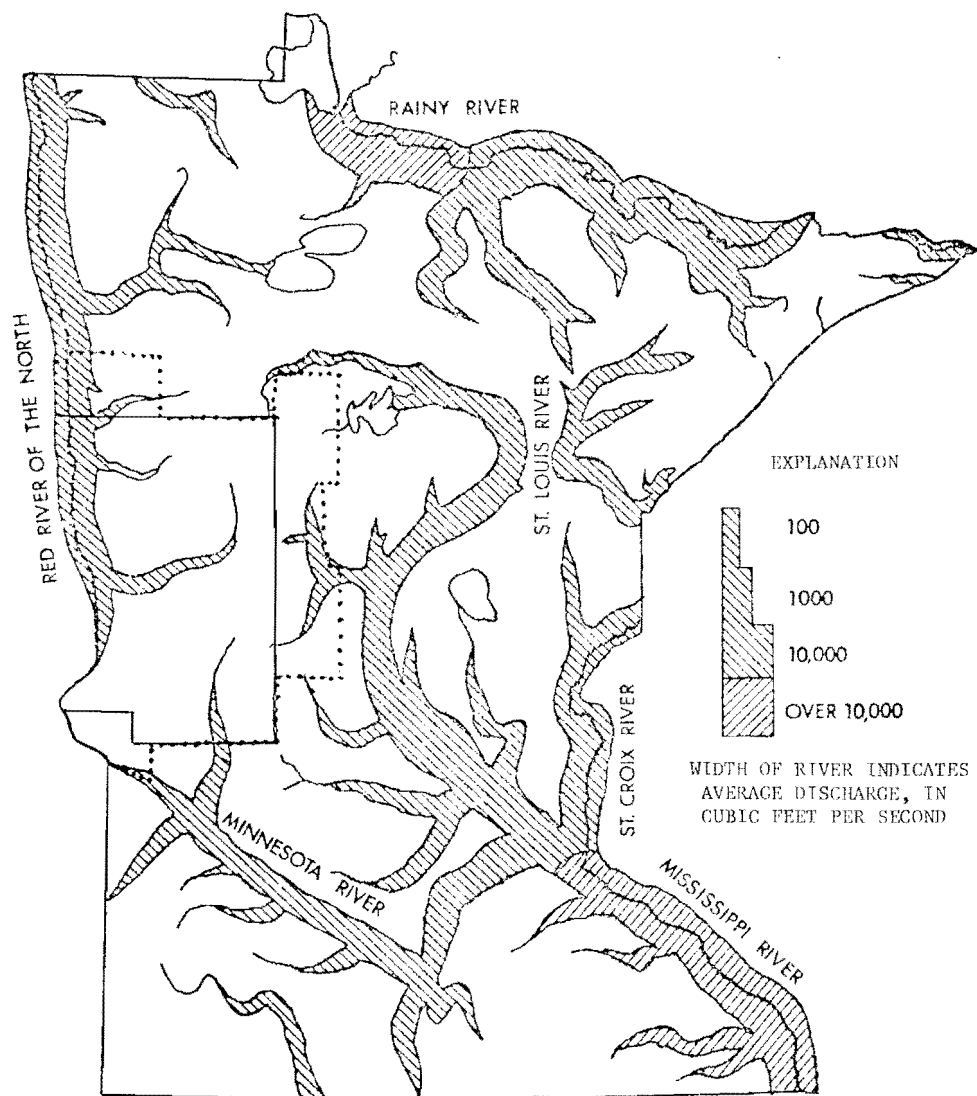 RAINY RIVER
RED RIVER OF THE NORTH
ST. LOUIS RIVER
EXPLANATION
100
1000
10,000
OVER 10,000
ST. CROIX RIVER
WIDTH OF RIVER INDICATES
AVERAGE DISCHARGE, IN
CUBIC FEET PER SECOND
MINNESOTA RIVER
MISSISSIPPI RIVER